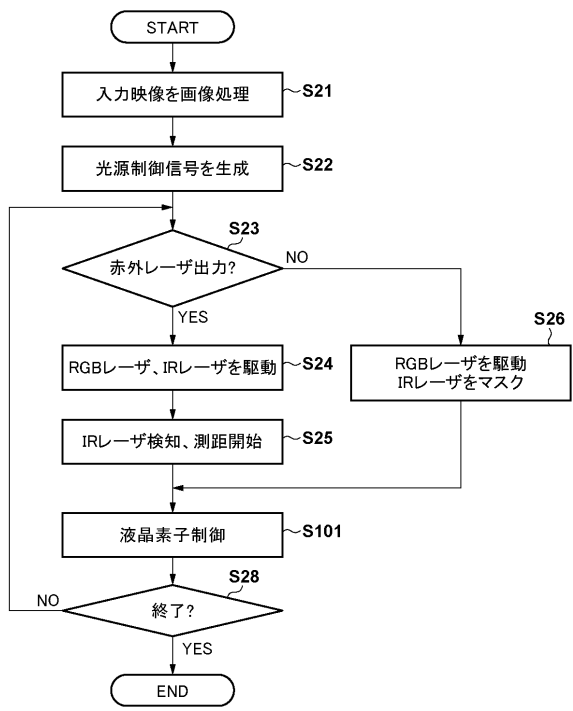 START
入力映像を画像処理
S21
光源制御信号を生成
S22
S23
赤外レーザ出力?
NO
YES
RGBレーザ、IRレーザを駆動
S24
S26
RGBレーザを駆動
IRレーザをマスク
IRレーザ検知、測距開始
S25
液晶素子制御
S101
S28
終了?
NO
YES
END